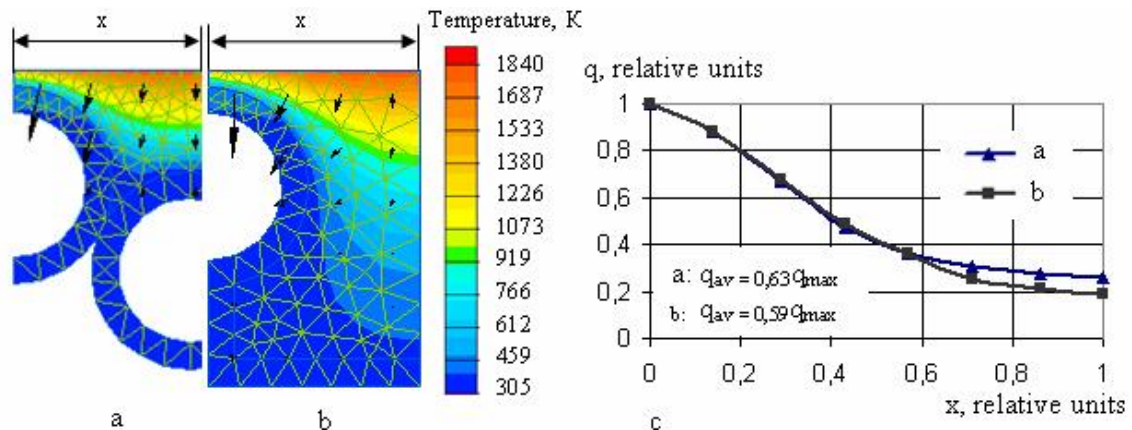 x
x
Temperature, K
1840
1687
1533
1380
1226
1073
919
766
612
459
305
a
b
q, relative units
1
0,8
0,6
0,4
0,2
0
a
b
a: qav = 0,63qmax
b: qav = 0,59qmax
0
0,2
0,4
0,6
0,8
1
x, relative units
c